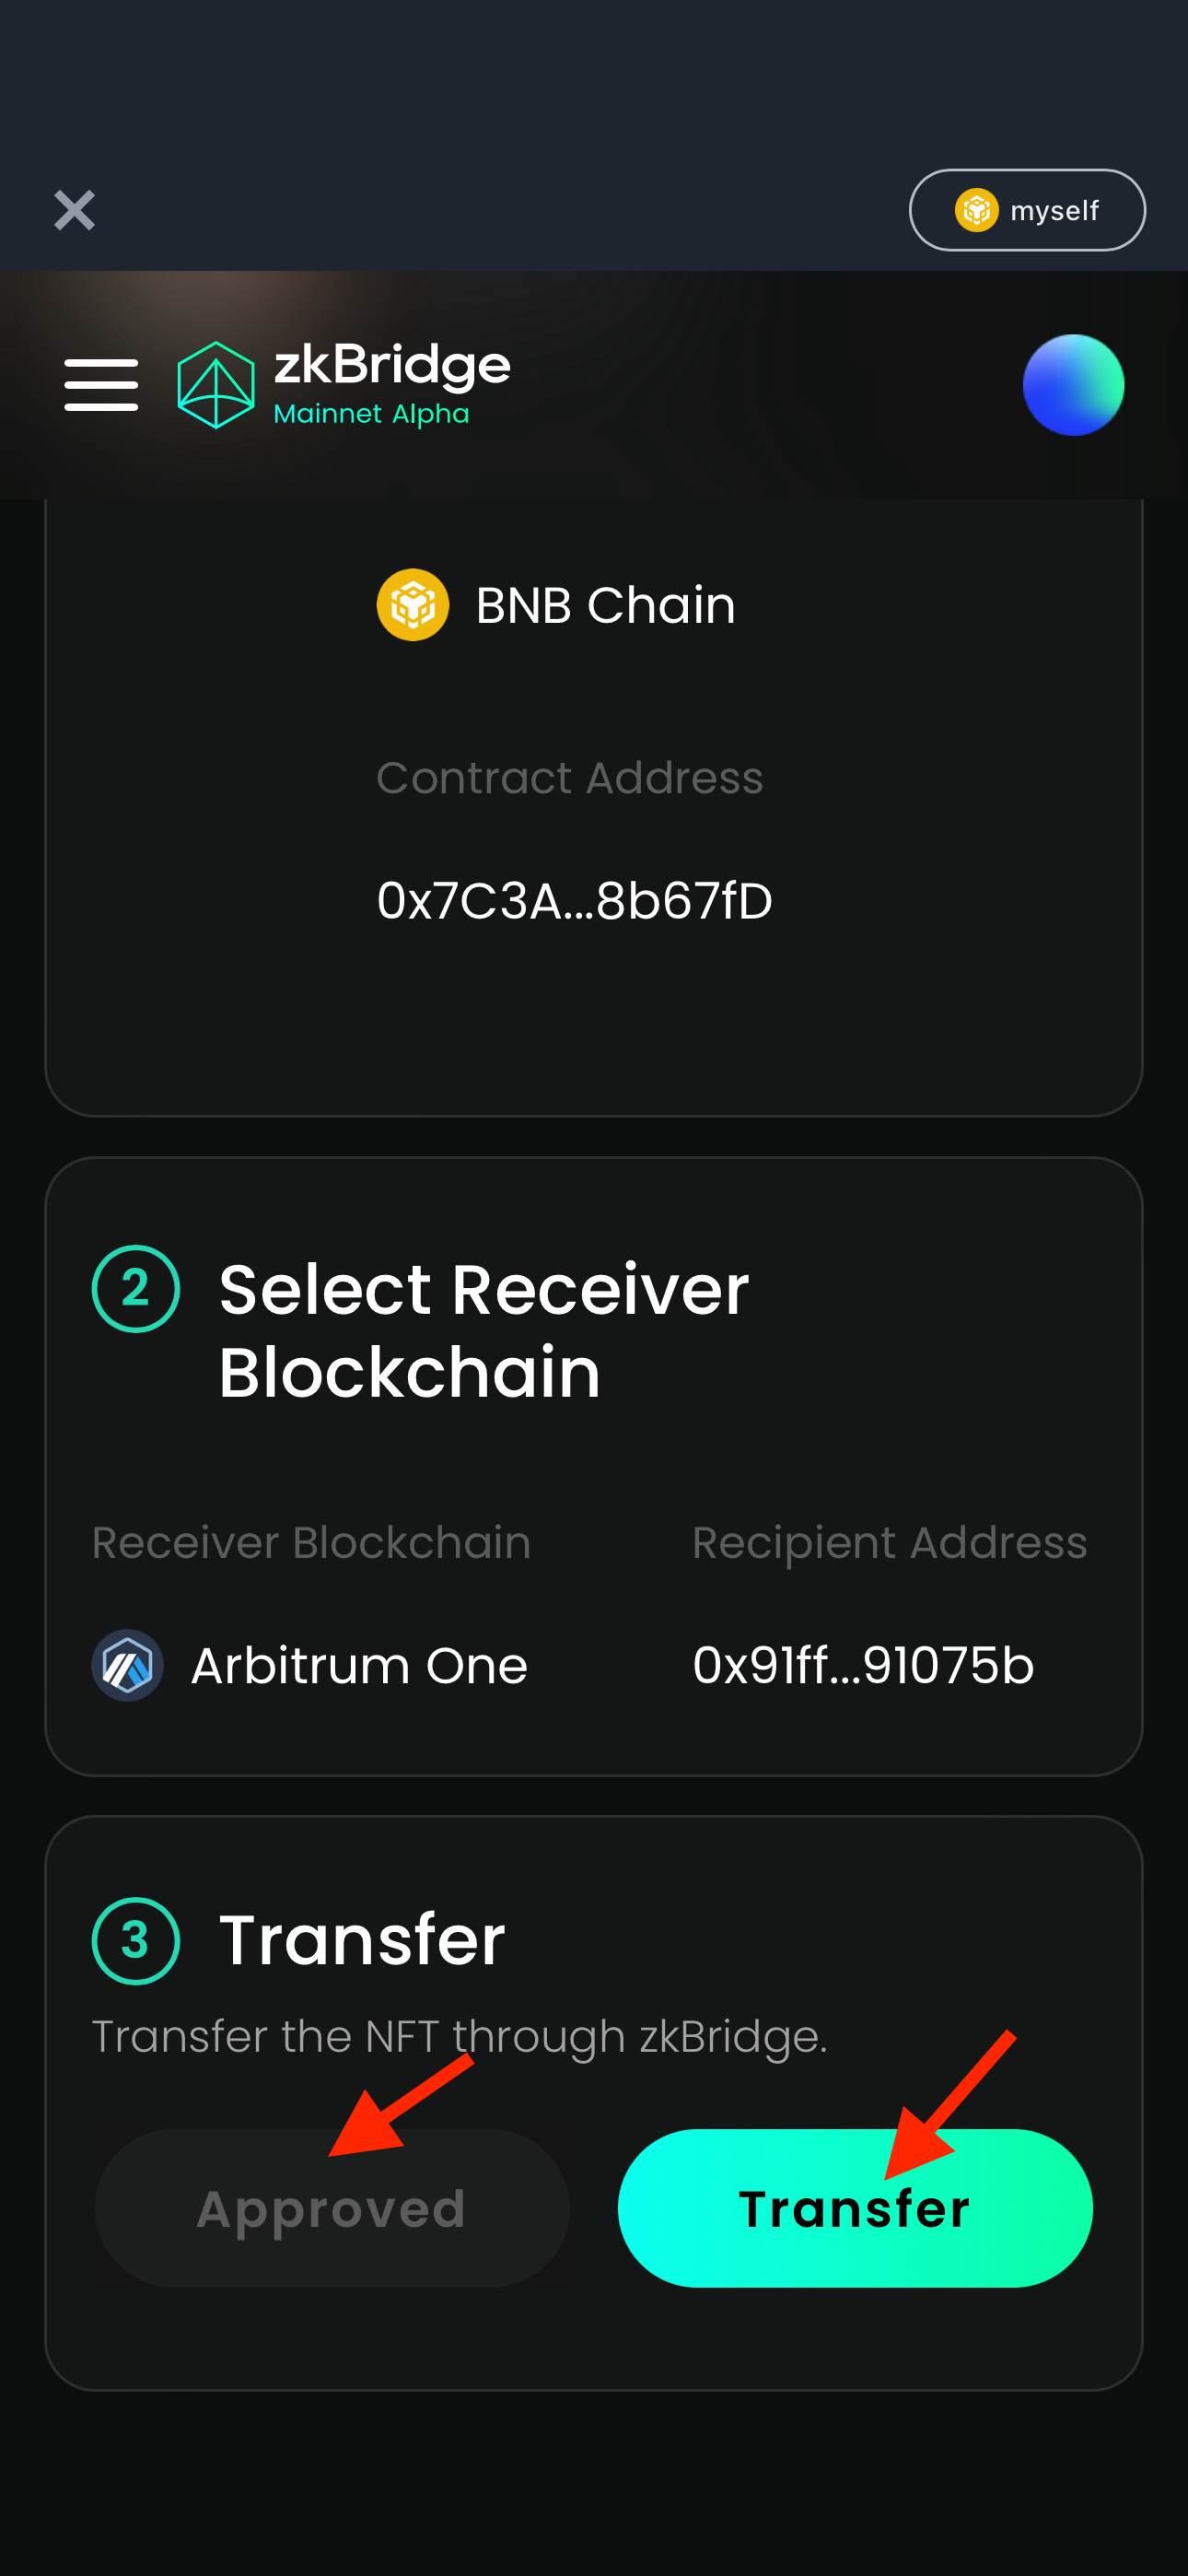 myself
zkBridge
Mainnet Alpha
BNB Chain
Contract Address
0x7C3A...8b67fD
2 Select Receiver
Blockchain
Receiver Blockchain Recipient Address
Arbitrum One 0x91ff...91075b
3 Transfer
Transfer the NFT through zkBridge.
Approved Transfer